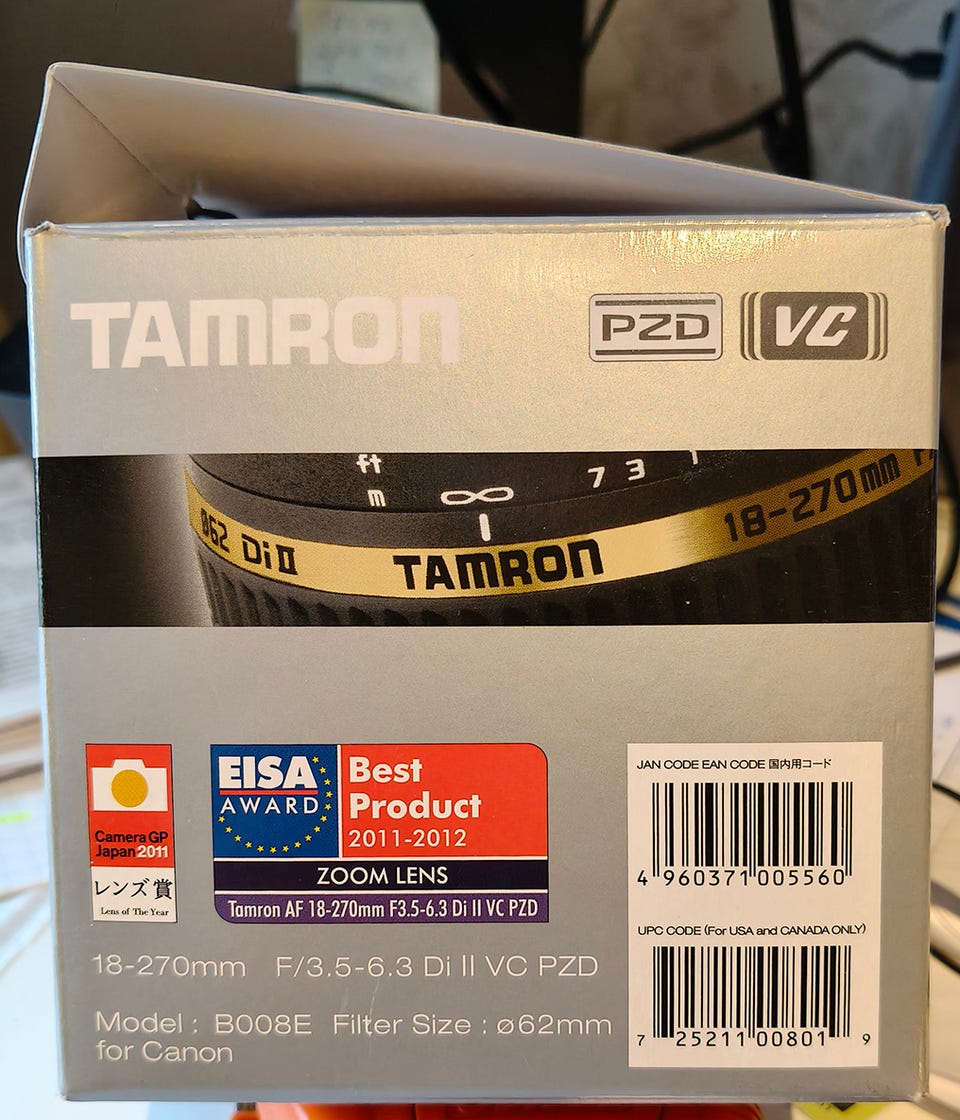 TAMRON
PZD VC
ft
m ∞ 7 3
ø62 Di II TAMRON 18-270mm
Camera GP
Japan 2011
レンズ賞
Lens of The Year
EISA
AWARD
Best
Product
2011-2012
ZOOM LENS
Tamron AF 18-270mm F3.5-6.3 Di II VC PZD
18-270mm F/3.5-6.3 Di II VC PZD
Model : B008E Filter Size : ø62mm
for Canon
JAN CODE EAN CODE 国内用コード
4 960371 005560
UPC CODE (For USA and CANADA ONLY)
7 25211 00801 9